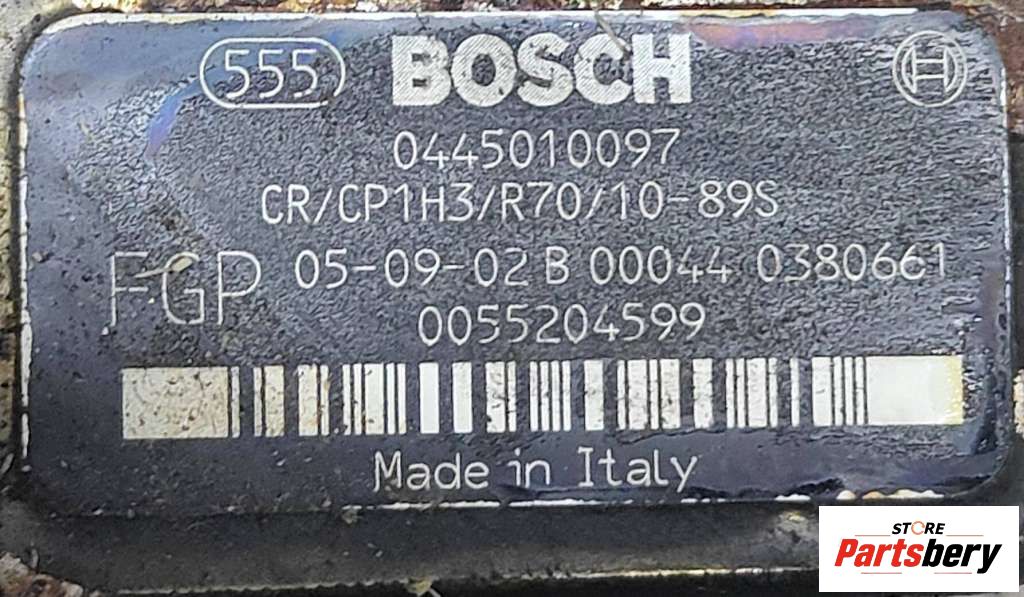 555 BOSCH
0445010097
CR/CP1H3/R70/10-89S
FGP 05-09-02 B 00044 0380661
0055204599
Made in Italy
STORE
Partsbery